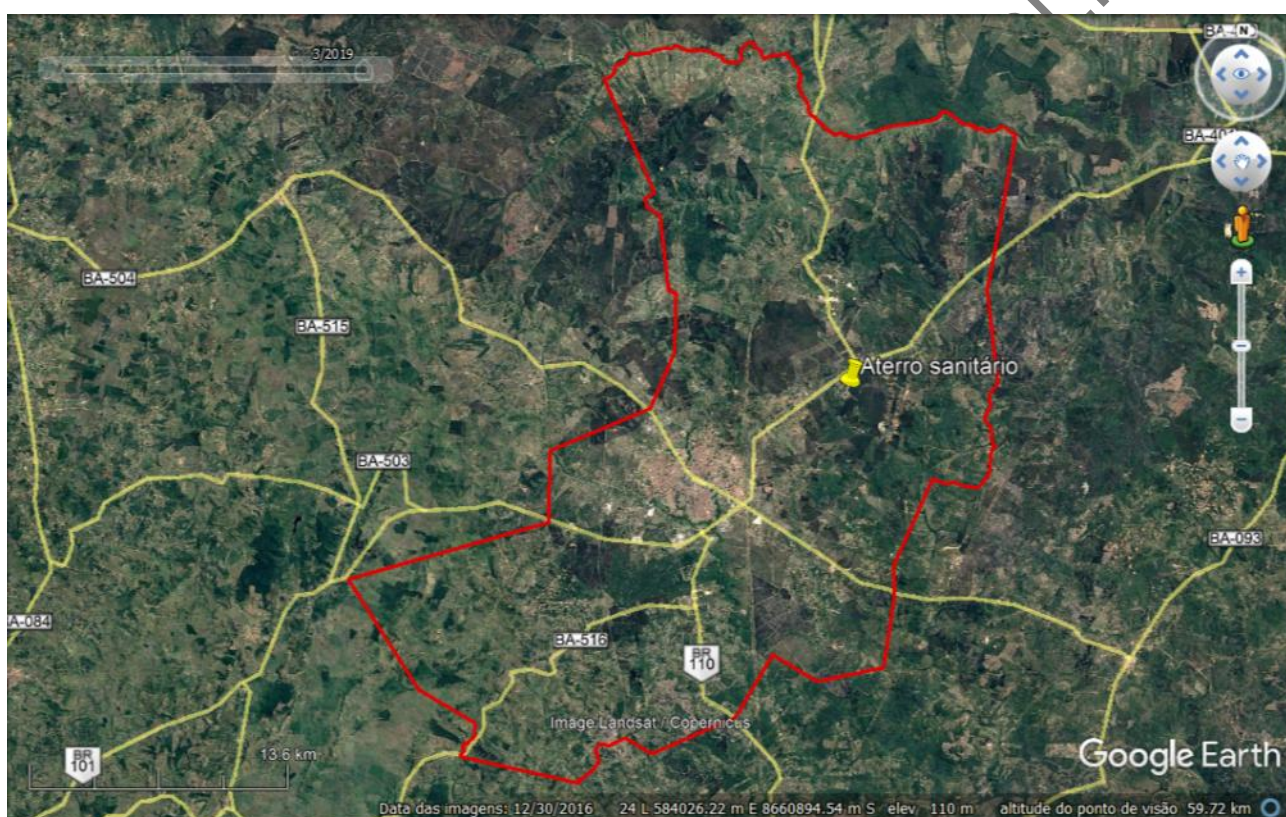 3/2019
N
BA-504
BA-515
Aterro sanitário
BA-503
BA-093
BA-084
BA-516
BR
110
Image Landsat / Copernicus
13.6 km
BR
101
Google Earth
Data das imagens: 12/30/2016 24 L 584026.22 m E 8660894.54 m S elev 110 m altitude do ponto de visão 59.72 km